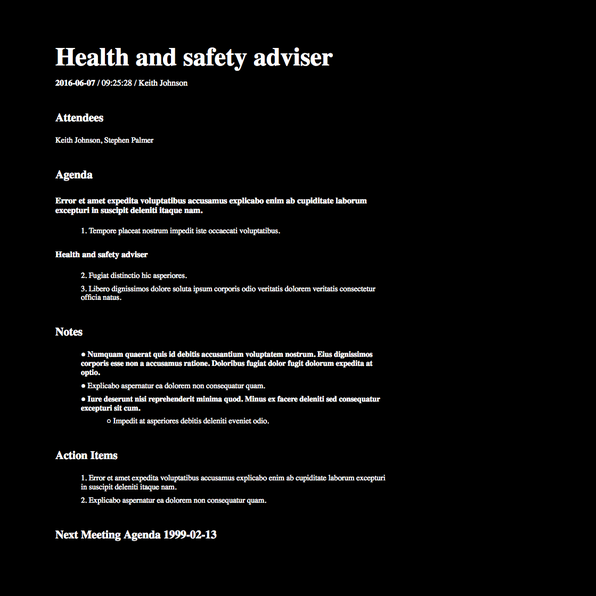 Health and safety adviser
2016-06-07 / 09:25:28 / Keith Johnson
Attendees
Keith Johnson, Stephen Palmer
Agenda
Error et amet expedita voluptatibus accusamus explicabo enim ab cupiditate laborum
excepturi in suscipit deleniti itaque nam.
1. Tempore placeat nostrum impedit iste occaecati voluptatibus.
Health and safety adviser
2. Fugiat distinctio hic asperiores.
3. Libero dignissimos dolore soluta ipsum corporis odio veritatis dolorem veritatis consectetur
officia natus.
Notes
● Numquam quaerat quis id debitis accusantium voluptatem nostrum. Eius dignissimos
corporis esse non a accusamus ratione. Doloribus fugiat dolor fugit dolorum expedita at
optio.
● Explicabo aspernatur ea dolorem non consequatur quam.
● Iure deserunt nisi reprehenderit minima quod. Minus ex facere deleniti sed consequatur
excepturi sit cum.
○ Impedit at asperiores debitis deleniti eveniet odio.
Action Items
1. Error et amet expedita voluptatibus accusamus explicabo enim ab cupiditate laborum excepturi
in suscipit deleniti itaque nam.
2. Explicabo aspernatur ea dolorem non consequatur quam.
Next Meeting Agenda 1999-02-13